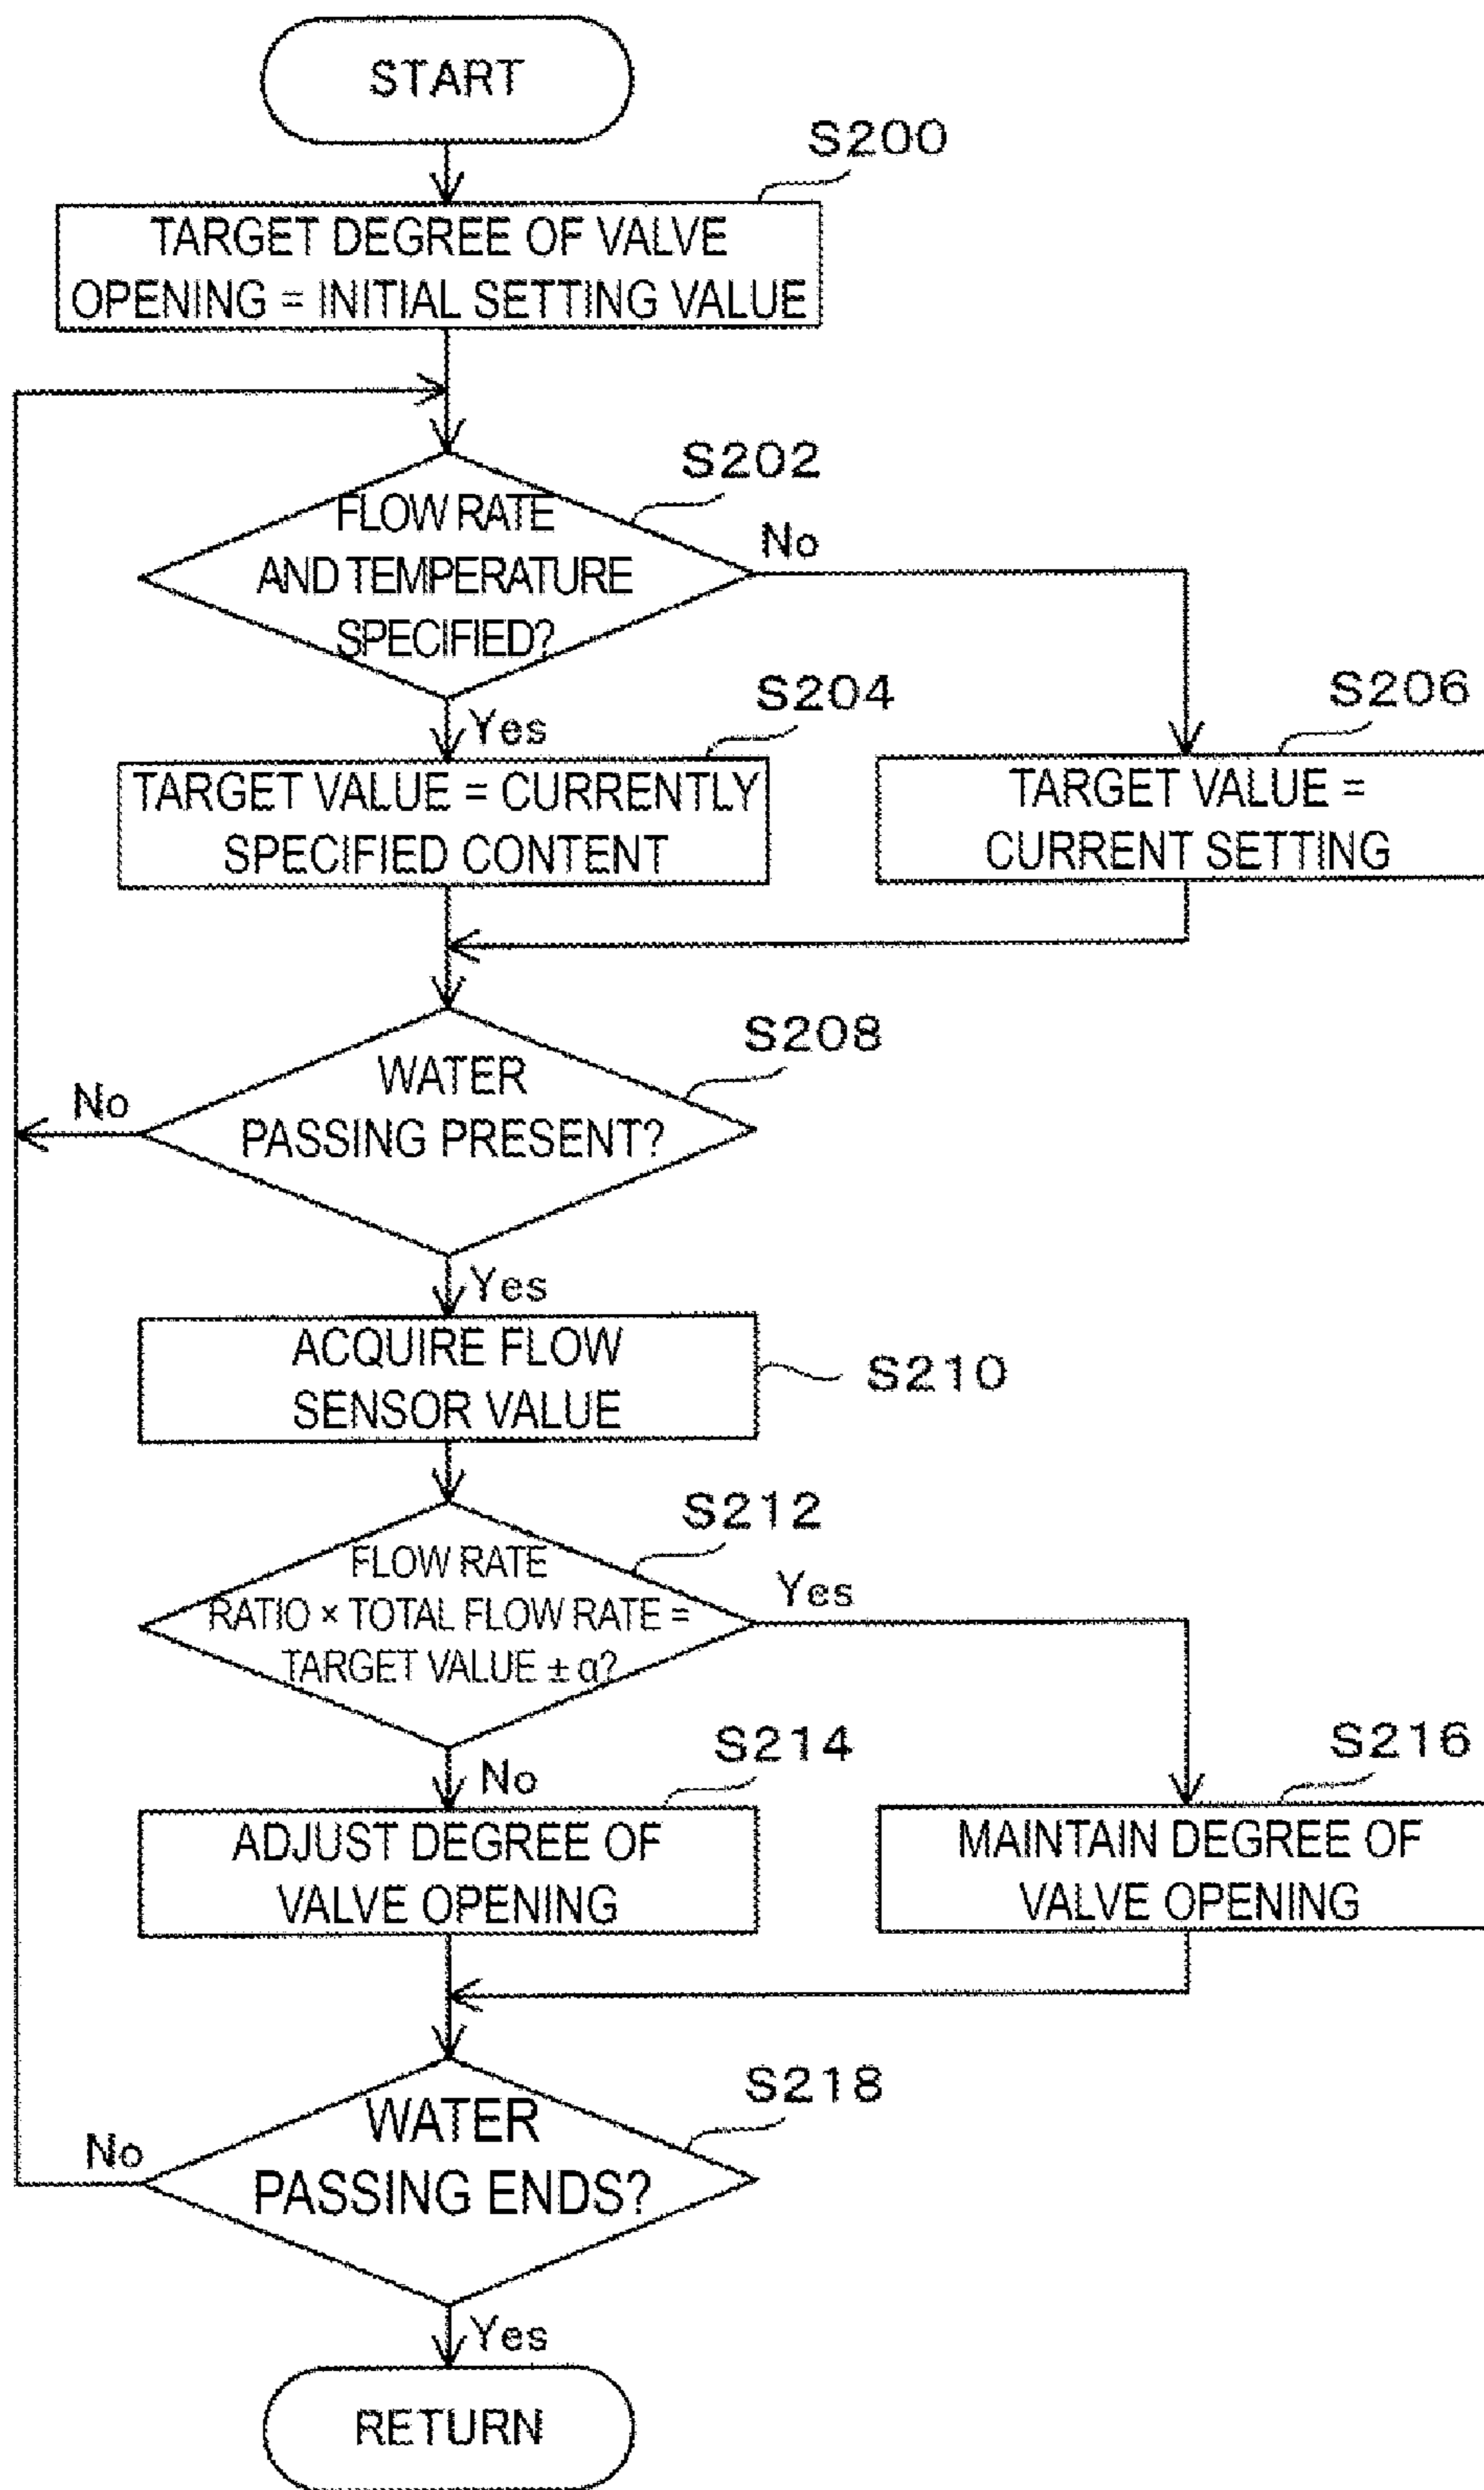 START
S200
TARGET DEGREE OF VALVE
OPENING = INITIAL SETTING VALUE
S202
FLOW RATE
AND TEMPERATURE
SPECIFIED?
No
Yes
S204
TARGET VALUE = CURRENTLY
SPECIFIED CONTENT
S206
TARGET VALUE =
CURRENT SETTING
S208
WATER
PASSING PRESENT?
No
Yes
ACQUIRE FLOW
SENSOR VALUE
S210
S212
FLOW RATE
RATIO × TOTAL FLOW RATE =
TARGET VALUE ± α?
Yes
No
S214
ADJUST DEGREE OF
VALVE OPENING
S216
MAINTAIN DEGREE OF
VALVE OPENING
S218
WATER
PASSING ENDS?
No
Yes
RETURN